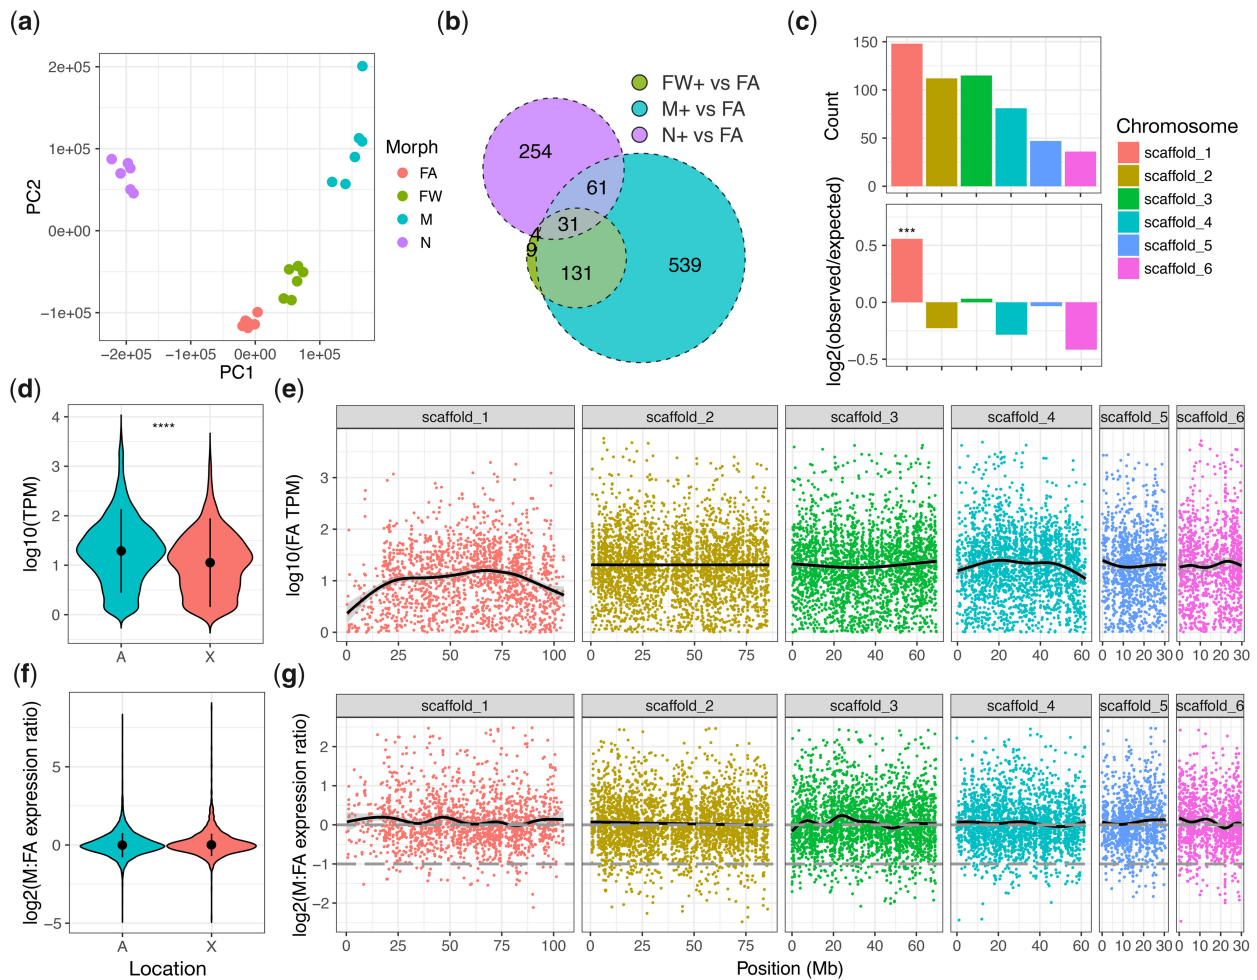 (a)
2e+05
1e+05
0e+00
−1e+05
PC2
−2e+05 −1e+05 0e+00 1e+05
PC1
Morph
FA
FW
M
N
(b)
FW+ vs FA
M+ vs FA
N+ vs FA
254
61
31
4
9
131
539
(c)
150
100
50
0
Count
***
0.5
0.0
−0.5
log2(observed/expected)
Chromosome
scaffold_1
scaffold_2
scaffold_3
scaffold_4
scaffold_5
scaffold_6
(d)
****
4
3
2
1
0
log10(TPM)
A X
(e)
scaffold_1 scaffold_2 scaffold_3 scaffold_4 scaffold_5 scaffold_6
3
2
1
0
log10(FA TPM)
0 25 50 75 100 0 25 50 75 0 20 40 60 0 20 40 60 0 10 20 30 0 10 20 30
(f)
5
0
−5
log2(M:FA expression ratio)
A X
Location
(g)
scaffold_1 scaffold_2 scaffold_3 scaffold_4 scaffold_5 scaffold_6
2
1
0
−1
−2
log2(M:FA expression ratio)
0 25 50 75 100 0 25 50 75 0 20 40 60 0 20 40 60 0 10 20 30 0 10 20 30
Position (Mb)